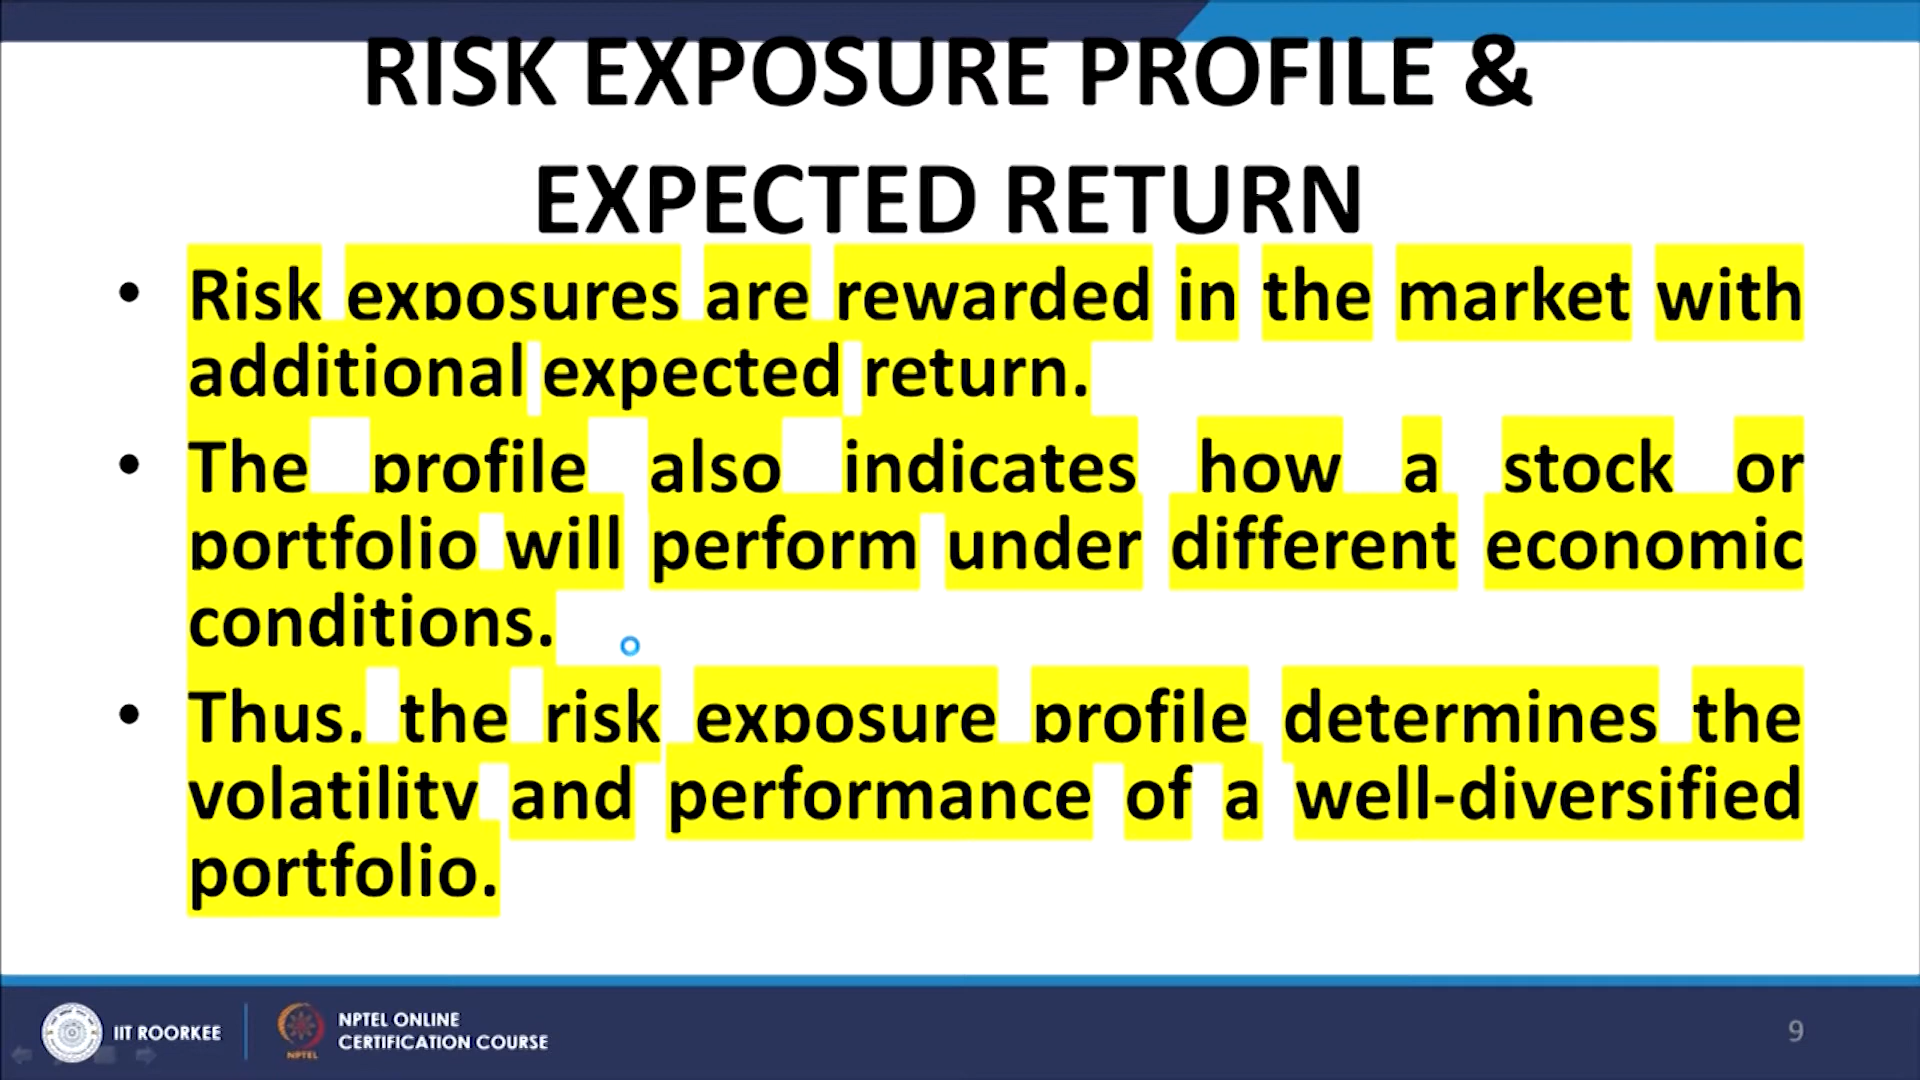 RISK EXPOSURE PROFILE &
EXPECTED RETURN
• Risk exposures are rewarded in the market with
additional expected return.
• The profile also indicates how a stock or
portfolio will perform under different economic
conditions.
• Thus, the risk exposure profile determines the
volatility and performance of a well-diversified
portfolio.
IIT ROORKEE
NPTEL
NPTEL ONLINE
CERTIFICATION COURSE
9